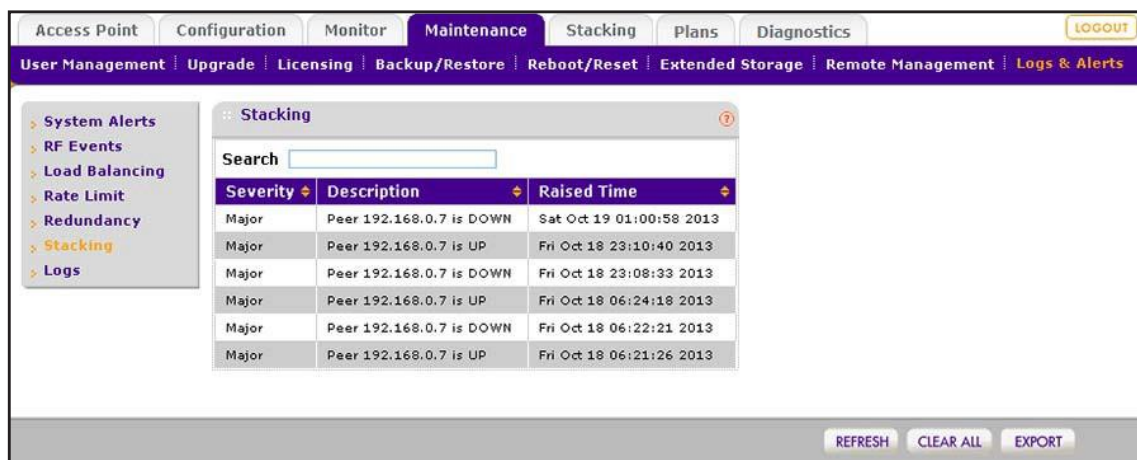 Access Point Configuration Monitor Maintenance Stacking Plans Diagnostics LOGOUT
User Management Upgrade Licensing Backup/Restore Reboot/Reset Extended Storage Remote Management Logs & Alerts
System Alerts
RF Events
Load Balancing
Rate Limit
Redundancy
Stacking
Logs
Stacking ?
Search
Severity Description Raised Time
Major Peer 192.168.0.7 is DOWN Sat Oct 19 01:00:58 2013
Major Peer 192.168.0.7 is UP Fri Oct 18 23:10:40 2013
Major Peer 192.168.0.7 is DOWN Fri Oct 18 23:08:33 2013
Major Peer 192.168.0.7 is UP Fri Oct 18 06:24:18 2013
Major Peer 192.168.0.7 is DOWN Fri Oct 18 06:22:21 2013
Major Peer 192.168.0.7 is UP Fri Oct 18 06:21:26 2013
REFRESH CLEAR ALL EXPORT